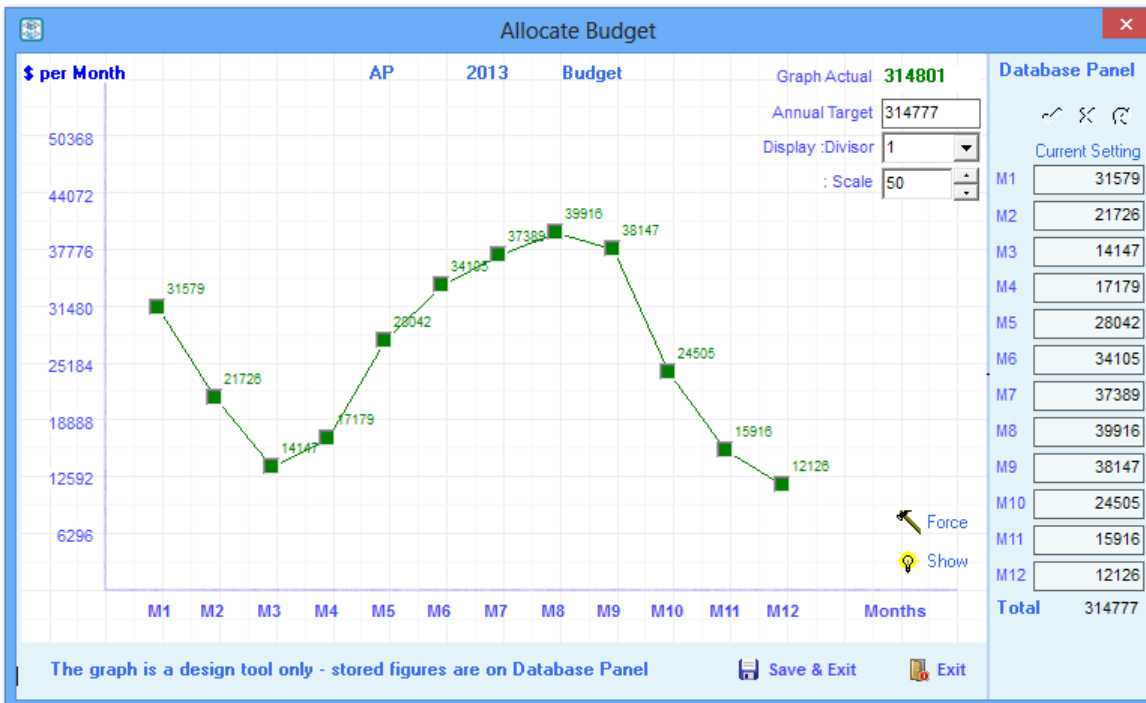 Allocate Budget
$ per Month AP 2013 Budget
Graph Actual 314801
Annual Target 314777
Display :Divisor 1
: Scale 50
50368
44072
37776
31480
25184
18888
12592
6296
31579
21726
14147
17179
28042
34105
37389
39916
38147
24505
15916
12126
Force
Show
M1 M2 M3 M4 M5 M6 M7 M8 M9 M10 M11 M12 Months
The graph is a design tool only - stored figures are on Database Panel
Save & Exit Exit
Database Panel
Current Setting
M1 31579
M2 21726
M3 14147
M4 17179
M5 28042
M6 34105
M7 37389
M8 39916
M9 38147
M10 24505
M11 15916
M12 12126
Total 314777